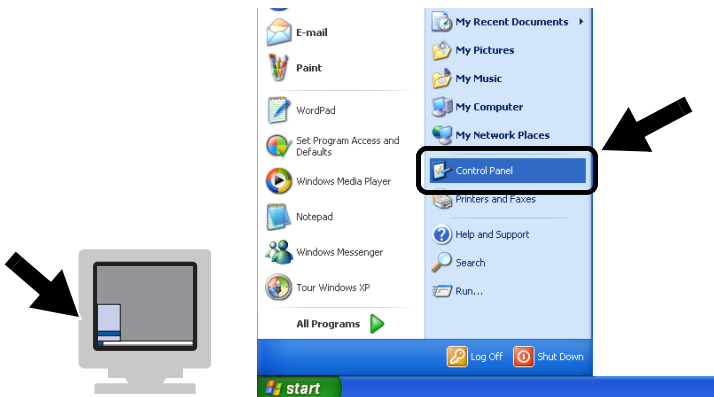 E-mail
Paint
WordPad
Set Program Access and
Defaults
Windows Media Player
Notepad
Windows Messenger
Tour Windows XP
All Programs
My Recent Documents
My Pictures
My Music
My Computer
My Network Places
Control Panel
Printers and Faxes
Help and Support
Search
Run...
Log Off
Shut Down
start